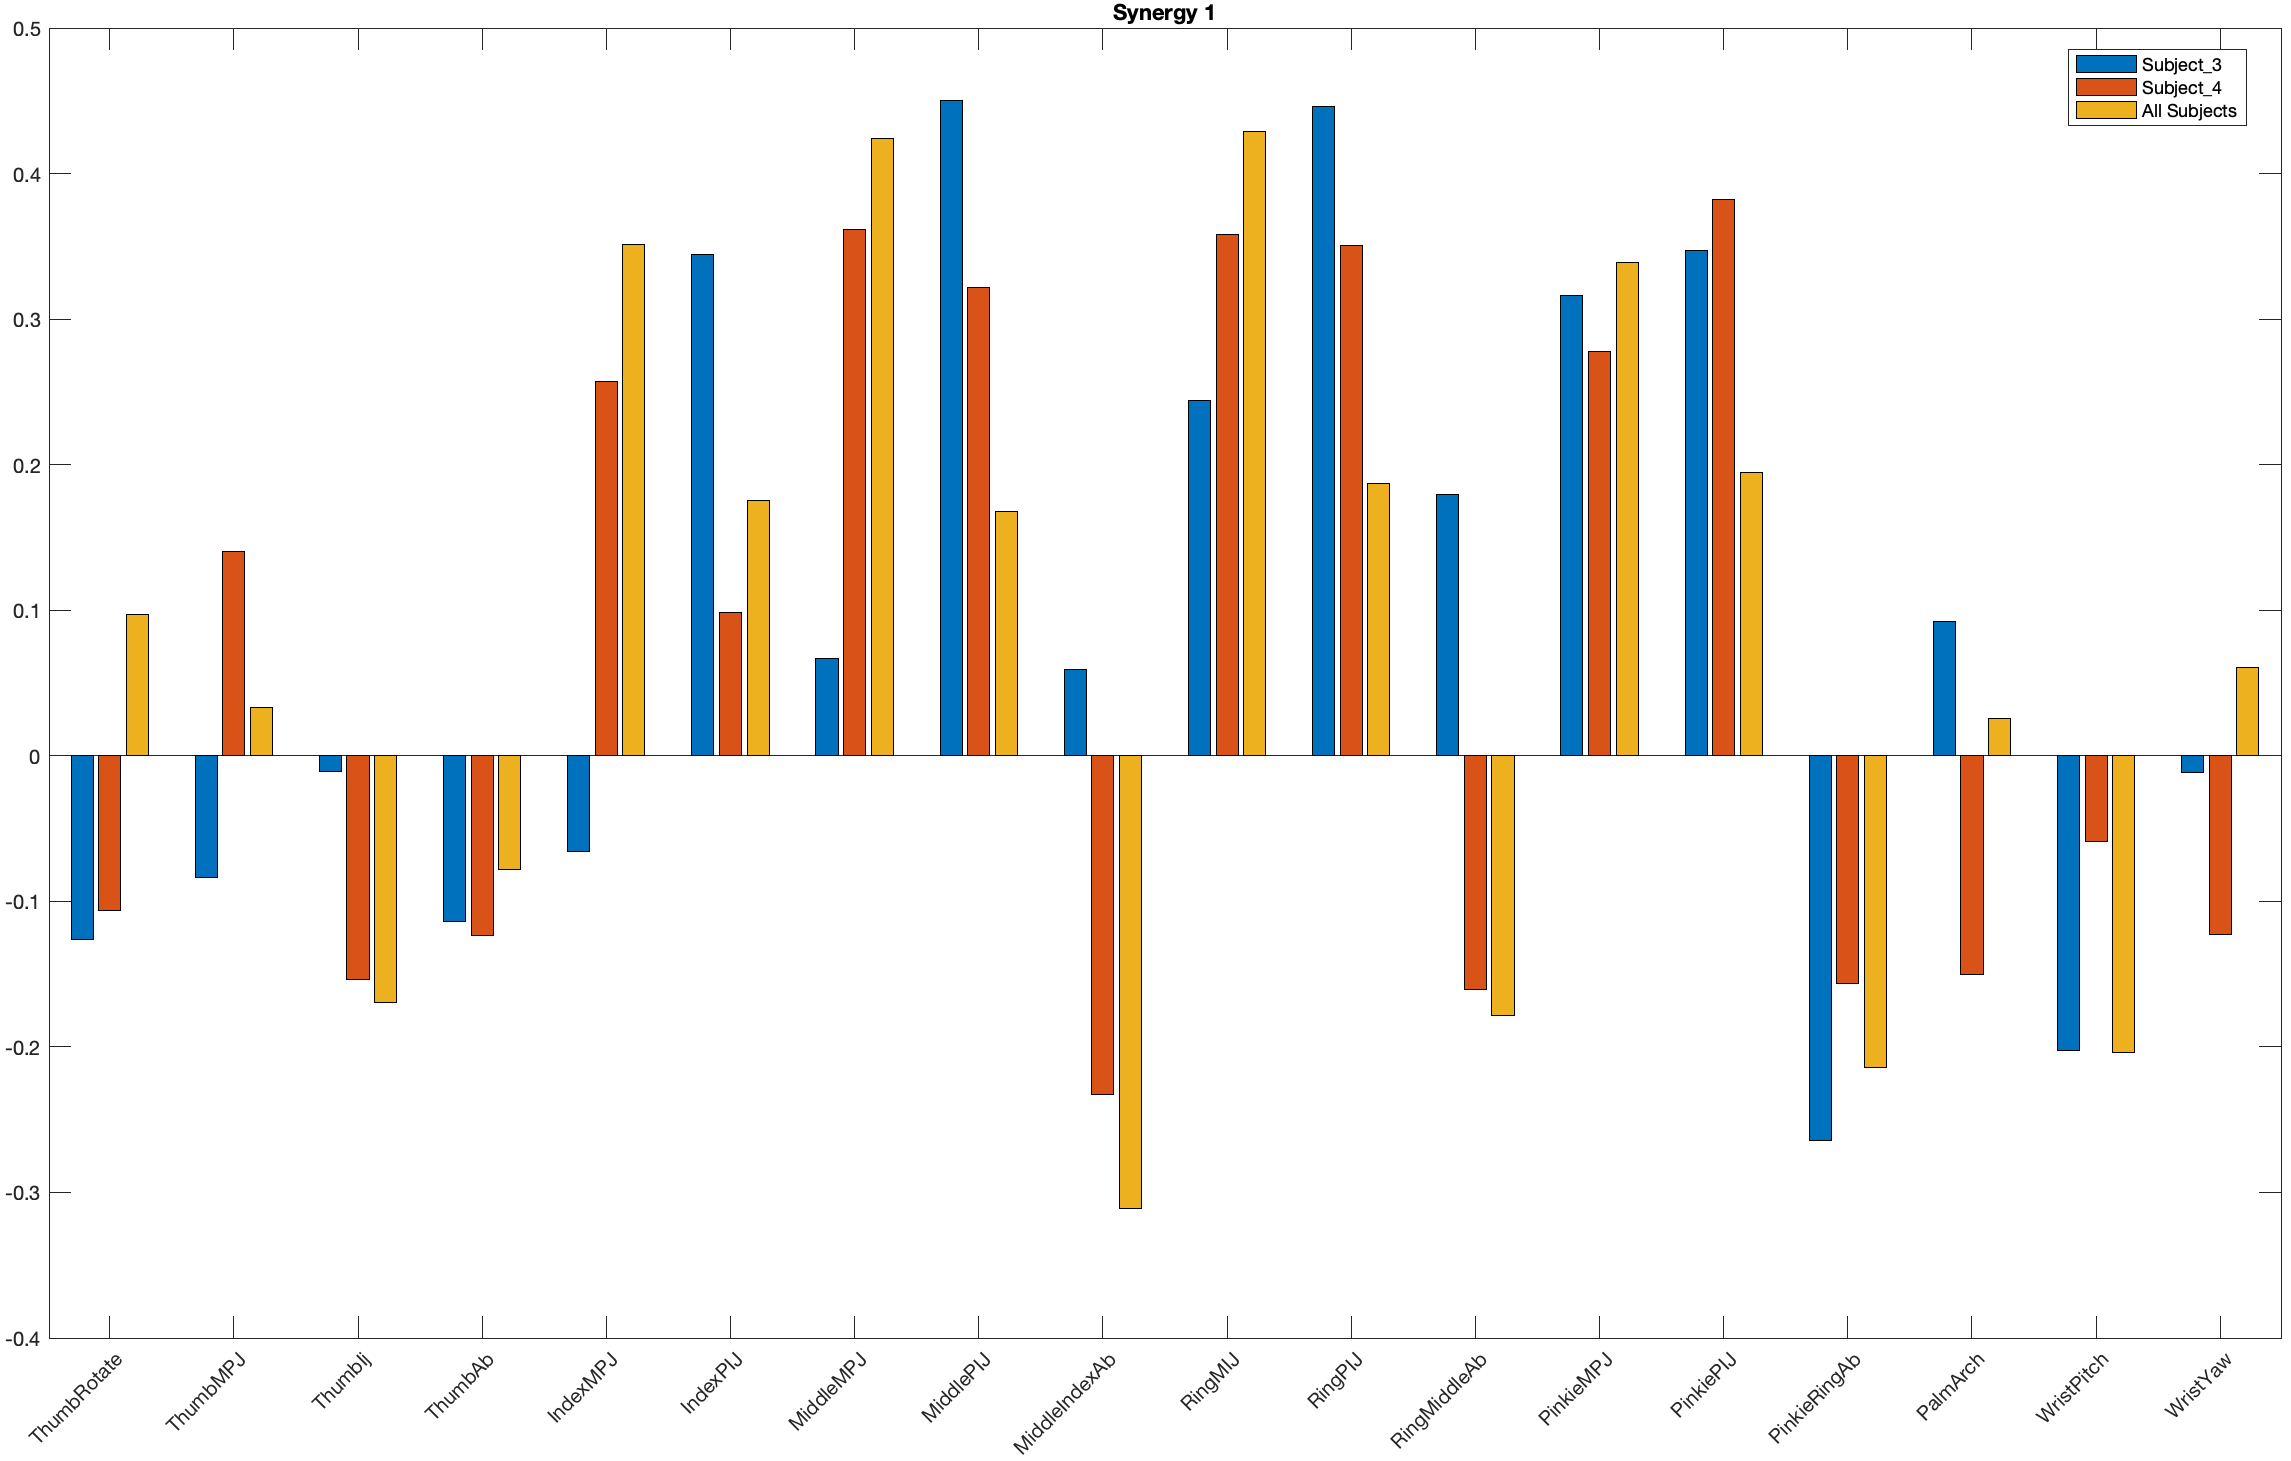 Synergy 1
Subject_3
Subject_4
All Subjects
0.5
0.4
0.3
0.2
0.1
0
-0.1
-0.2
-0.3
-0.4
ThumbRotate
ThumbMPJ
ThumbIj
ThumbAb
IndexMPJ
IndexPIJ
MiddleMPJ
MiddlePIJ
MiddleIndexAb
RingMIJ
RingPIJ
RingMiddleAb
PinkieMPJ
PinkiePIJ
PinkieRingAb
PalmArch
WristPitch
WristYaw